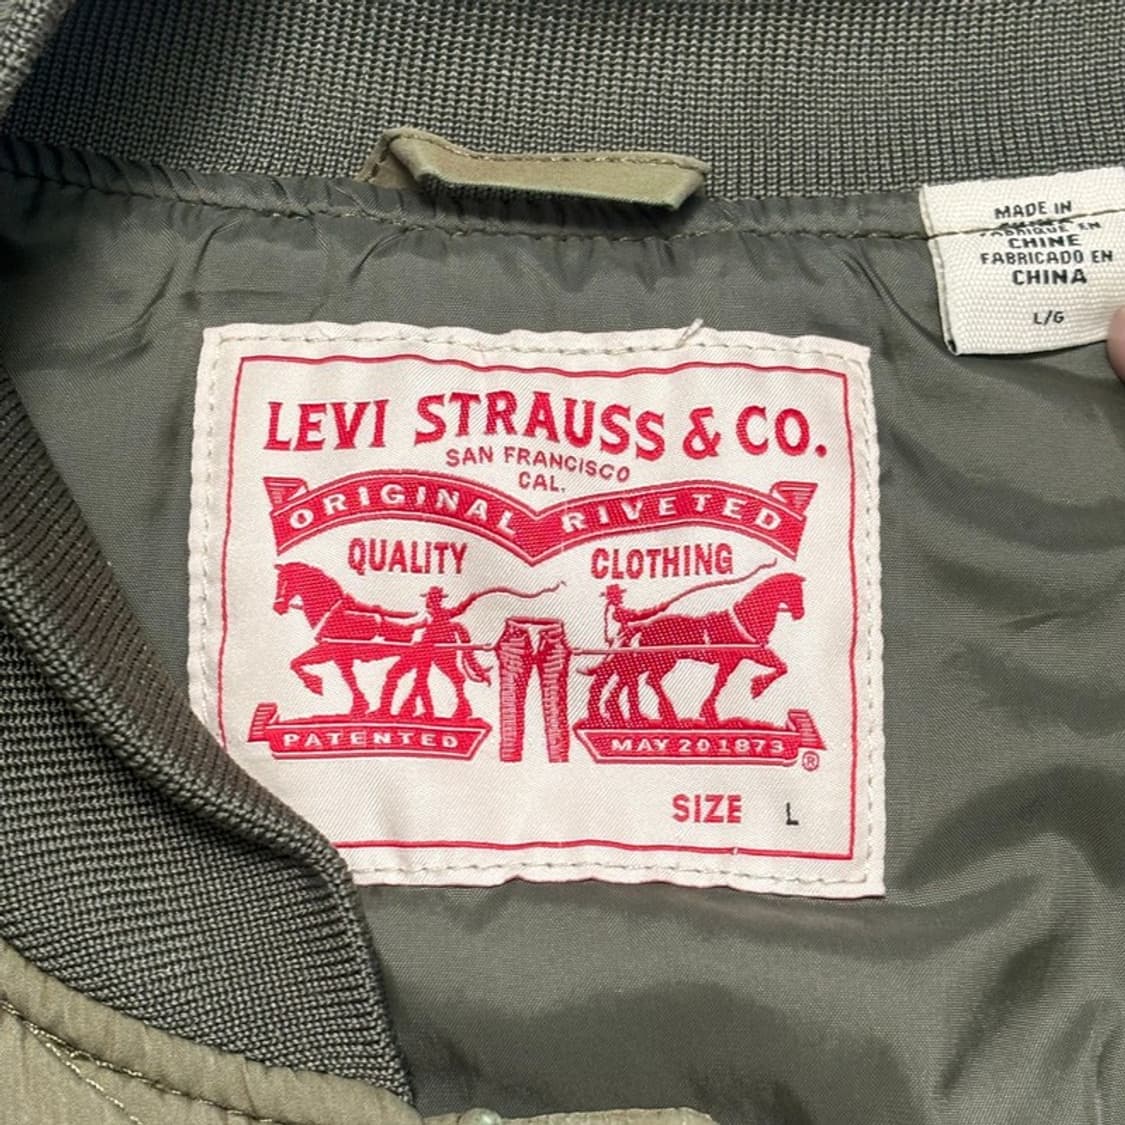 MADE IN
FABRIQUE EN
CHINE
FABRICADO EN
CHINA
L/G
LEVI STRAUSS & CO.
SAN FRANCISCO
CAL.
ORIGINAL RIVETED
QUALITY CLOTHING
PATENTED MAY 20 1873
®
SIZE L